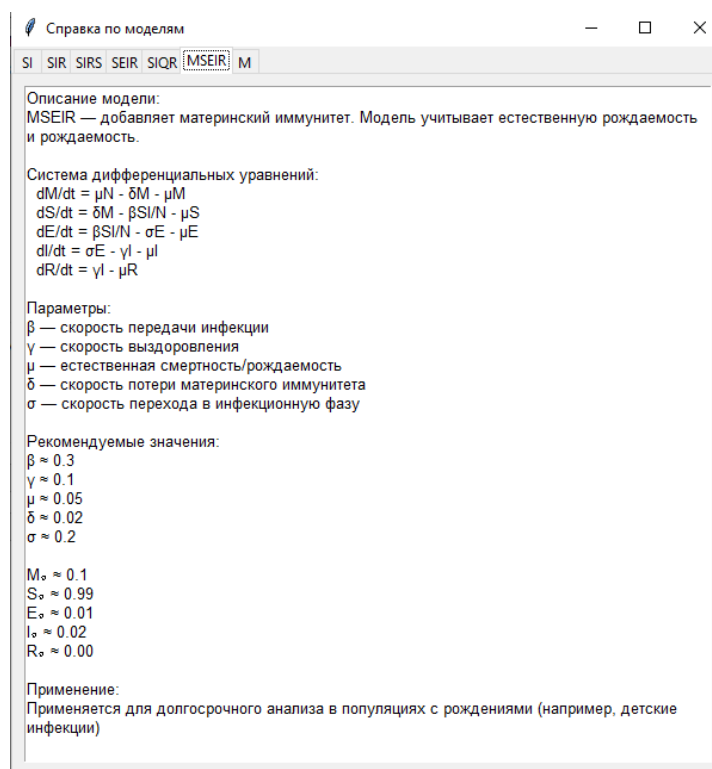 Справка по моделям
SI SIR SIRS SEIR SIQR MSEIR M
Описание модели:
MSEIR — добавляет материнский иммунитет. Модель учитывает естественную рождаемость
и рождаемость.
Система дифференциальных уравнений:
dM/dt = μN - δM - μM
dS/dt = δM - βSI/N - μS
dE/dt = βSI/N - σE - μE
dI/dt = σE - γI - μI
dR/dt = γI - μR
Параметры:
β — скорость передачи инфекции
γ — скорость выздоровления
μ — естественная смертность/рождаемость
δ — скорость потери материнского иммунитета
σ — скорость перехода в инфекционную фазу
Рекомендуемые значения:
β ≈ 0.3
γ ≈ 0.1
μ ≈ 0.05
δ ≈ 0.02
σ ≈ 0.2
M₀ ≈ 0.1
S₀ ≈ 0.99
E₀ ≈ 0.01
I₀ ≈ 0.02
R₀ ≈ 0.00
Применение:
Применяется для долгосрочного анализа в популяциях с рождениями (например, детские
инфекции)